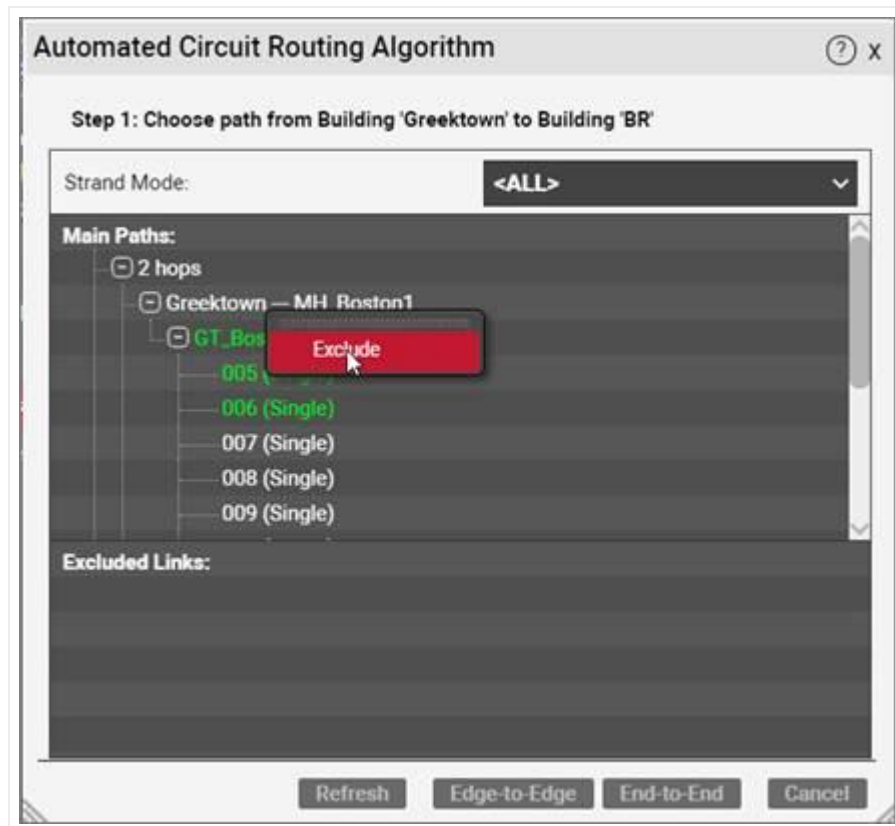 Automated Circuit Routing Algorithm ? x
Step 1: Choose path from Building 'Greektown' to Building 'BR'
Strand Mode: <ALL>
Main Paths:
2 hops
Greektown — MH_Boston1
GT_Bos
Exclude
005
006 (Single)
007 (Single)
008 (Single)
009 (Single)
Excluded Links:
Refresh Edge-to-Edge End-to-End Cancel